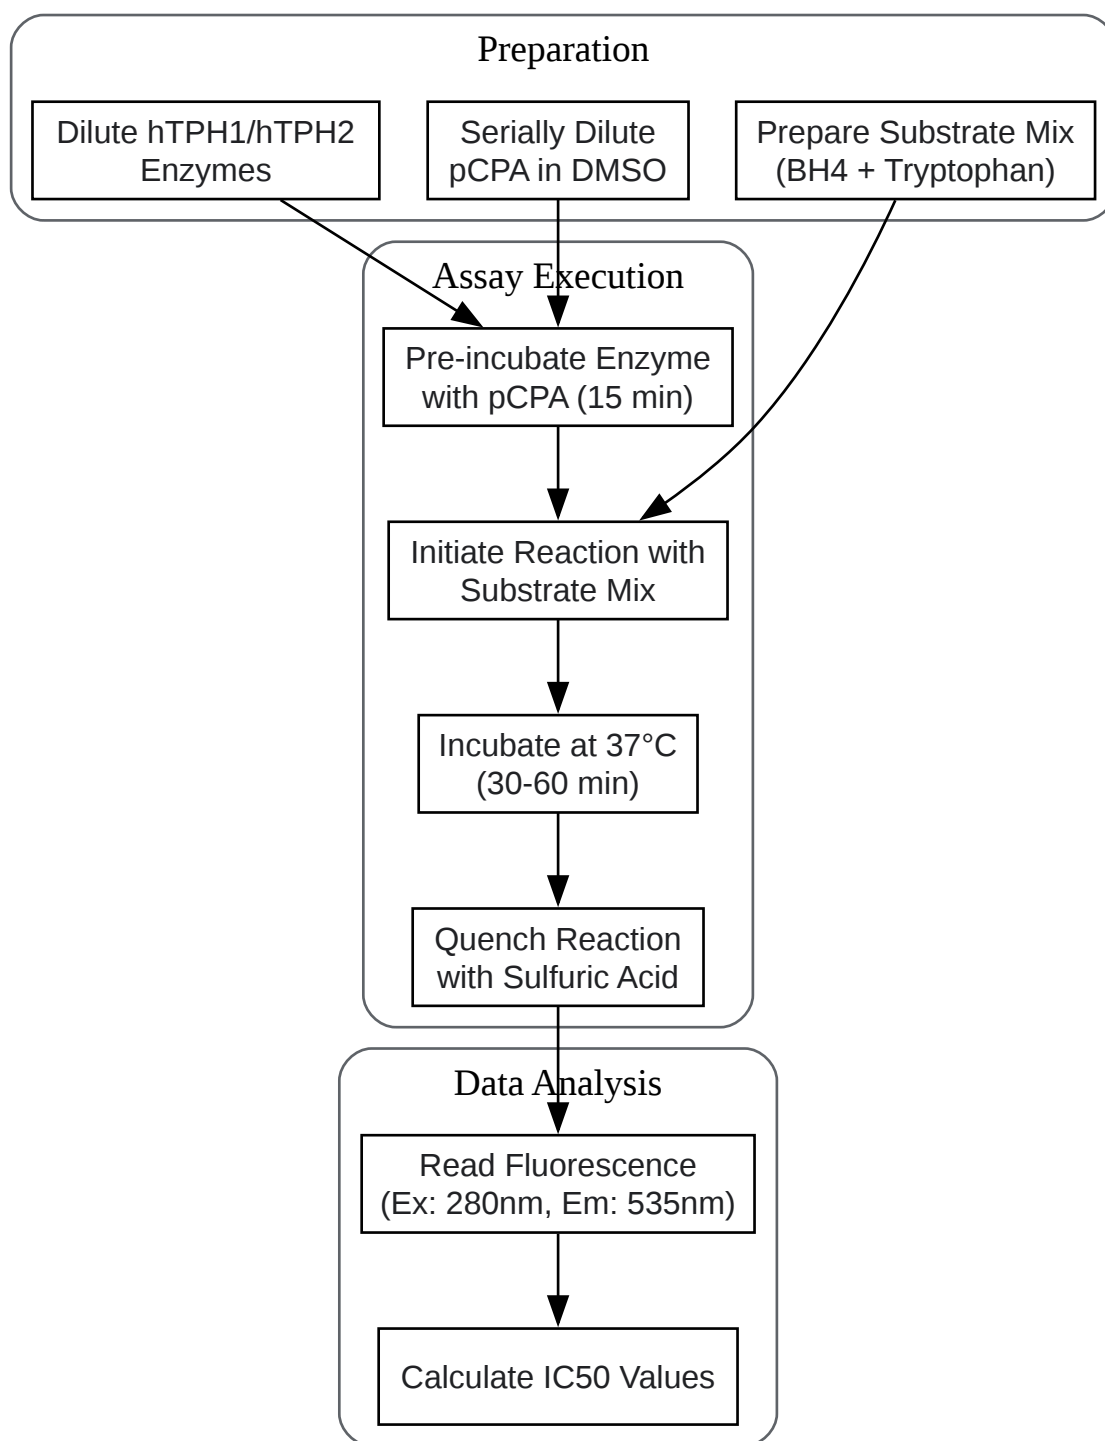 Preparation
Dilute hTPH1/hTPH2
Enzymes
Serially Dilute
pCPA in DMSO
Prepare Substrate Mix
(BH4 + Tryptophan)
Assay Execution
Pre-incubate Enzyme
with pCPA (15 min)
Initiate Reaction with
Substrate Mix
Incubate at 37°C
(30-60 min)
Quench Reaction
with Sulfuric Acid
Data Analysis
Read Fluorescence
(Ex: 280nm, Em: 535nm)
Calculate IC50 Values